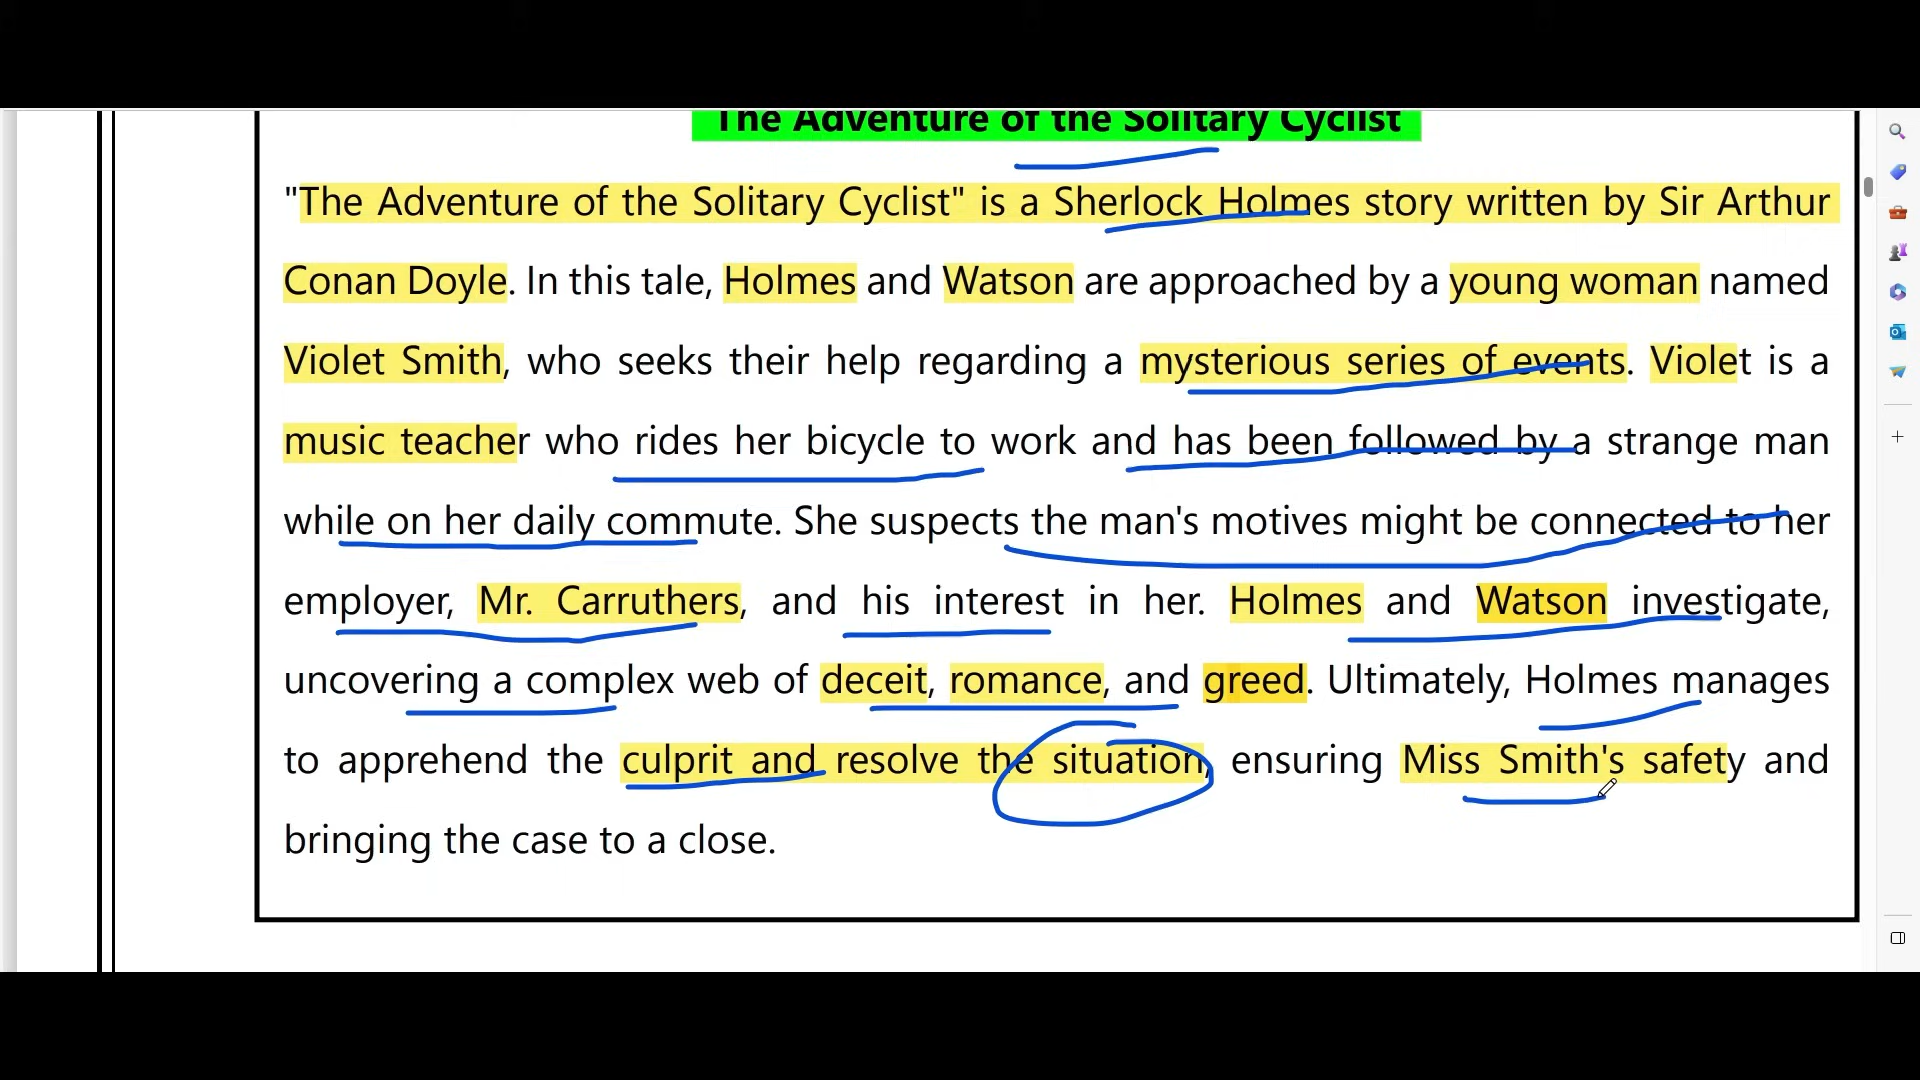 The Adventure of the Solitary Cyclist
"The Adventure of the Solitary Cyclist" is a Sherlock Holmes story written by Sir Arthur
Conan Doyle. In this tale, Holmes and Watson are approached by a young woman named
Violet Smith, who seeks their help regarding a mysterious series of events. Violet is a
music teacher who rides her bicycle to work and has been followed by a strange man
while on her daily commute. She suspects the man's motives might be connected to her
employer, Mr. Carruthers, and his interest in her. Holmes and Watson investigate,
uncovering a complex web of deceit, romance, and greed. Ultimately, Holmes manages
to apprehend the culprit and resolve the situation, ensuring Miss Smith's safety and
bringing the case to a close.